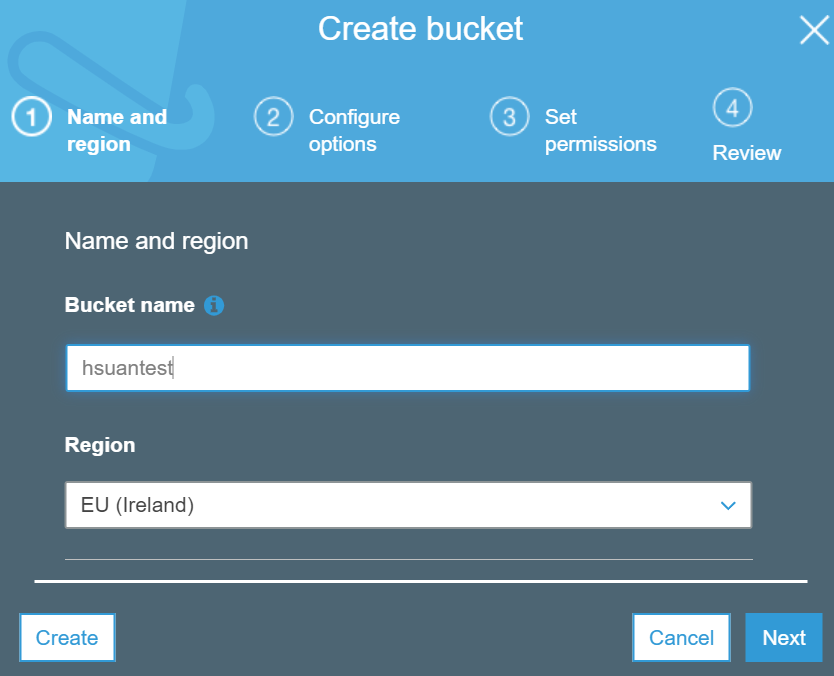 Create bucket
1 Name and
region
2 Configure
options
3 Set
permissions
4
Review
Name and region
Bucket name i
hsuantest
Region
EU (Ireland)
Create
Cancel
Next